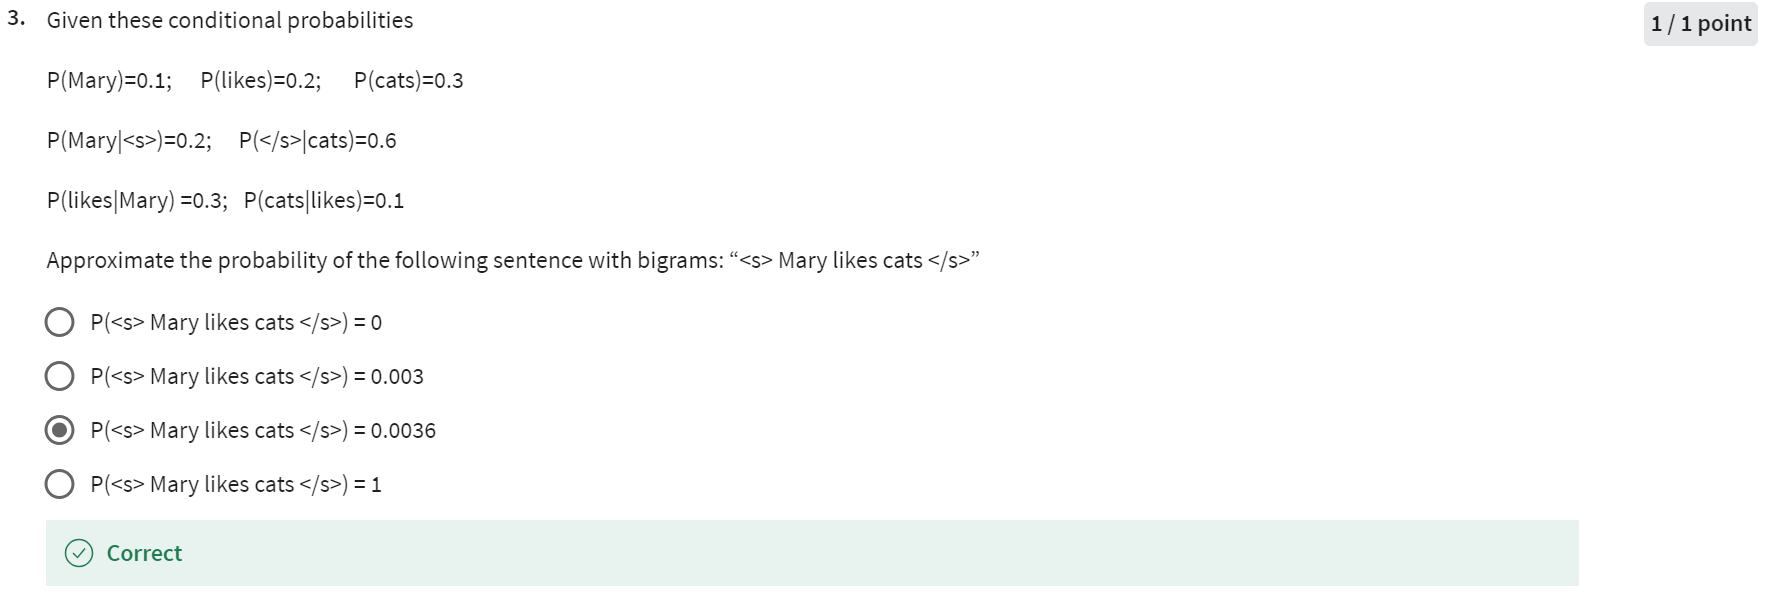 3. Given these conditional probabilities
1 / 1 point
P(Mary)=0.1; P(likes)=0.2; P(cats)=0.3
P(Mary|<s>)=0.2; P(</s>|cats)=0.6
P(likes|Mary) =0.3; P(cats|likes)=0.1
Approximate the probability of the following sentence with bigrams: “<s> Mary likes cats </s>”
P(<s> Mary likes cats </s>) = 0
P(<s> Mary likes cats </s>) = 0.003
P(<s> Mary likes cats </s>) = 0.0036
P(<s> Mary likes cats </s>) = 1
Correct